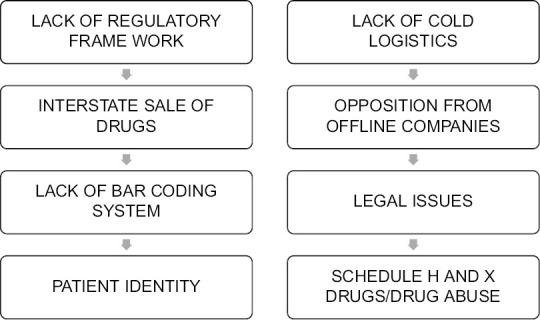 LACK OF REGULATORY
FRAME WORK
INTERSTATE SALE OF
DRUGS
LACK OF BAR CODING
SYSTEM
PATIENT IDENTITY
LACK OF COLD
LOGISTICS
OPPOSITION FROM
OFFLINE COMPANIES
LEGAL ISSUES
SCHEDULE H AND X
DRUGS/DRUG ABUSE